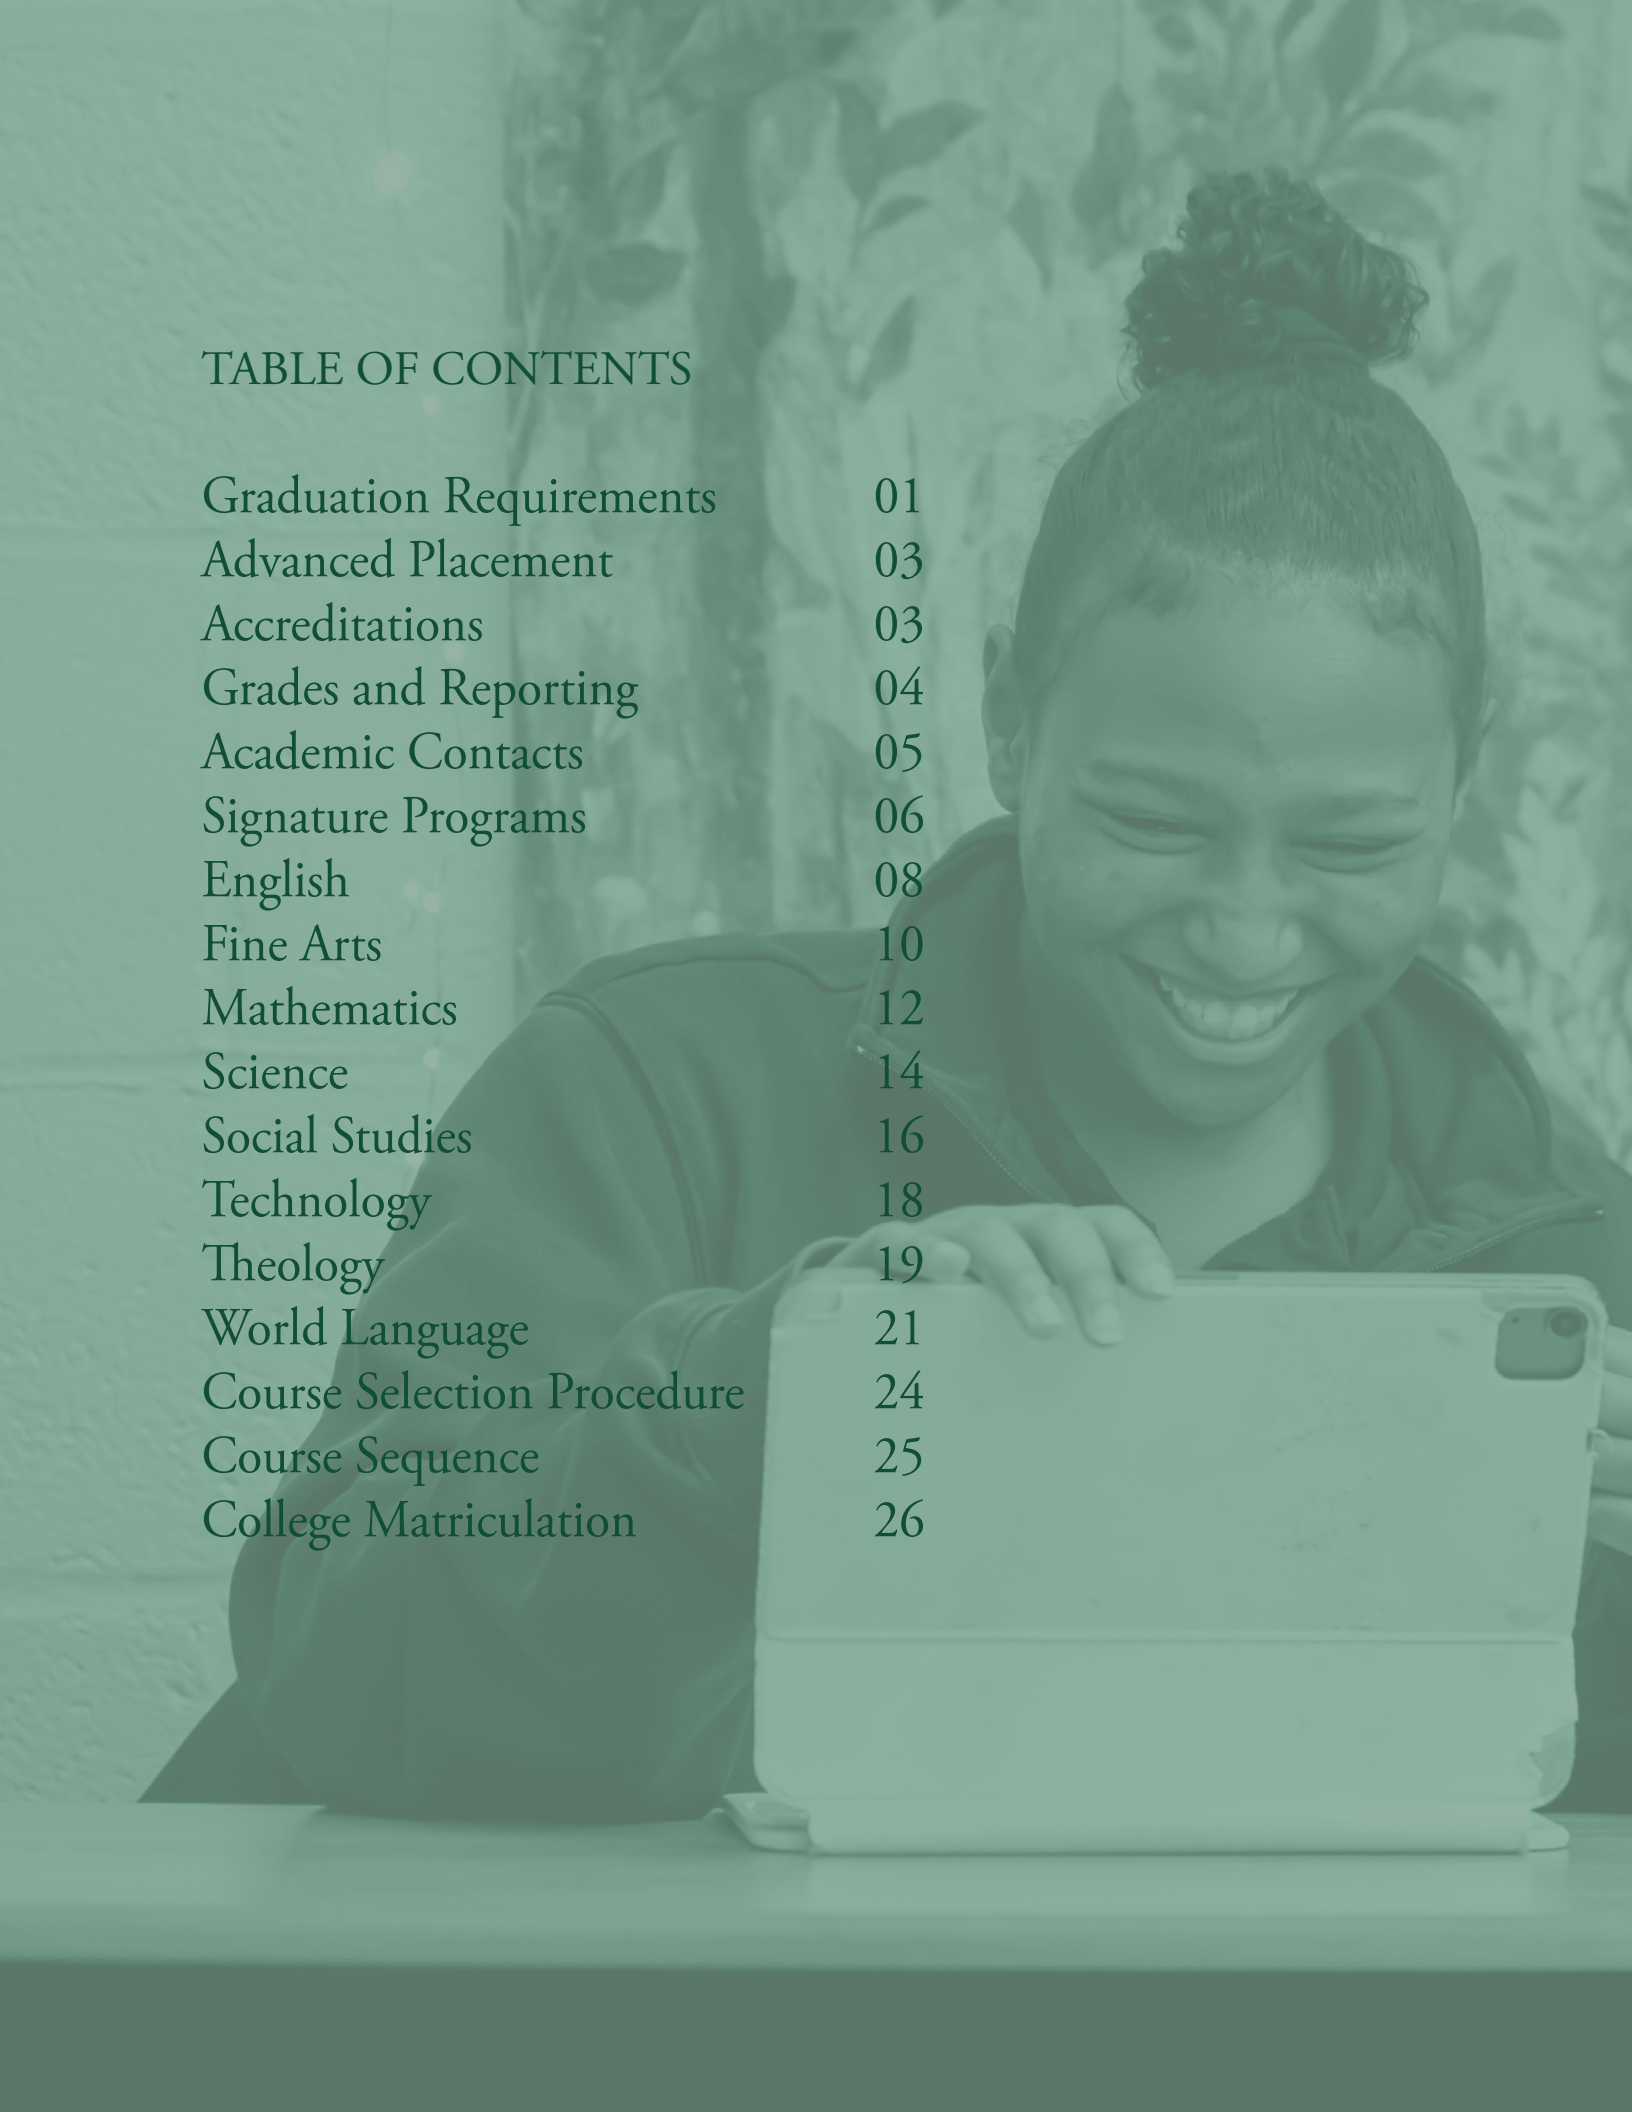 TABLE OF CONTENTS
Graduation Requirements 01
Advanced Placement 03
Accreditations 03
Grades and Reporting 04
Academic Contacts 05
Signature Programs 06
English 08
Fine Arts 10
Mathematics 12
Science 14
Social Studies 16
Technology 18
Theology 19
World Language 21
Course Selection Procedure 24
Course Sequence 25
College Matriculation 26